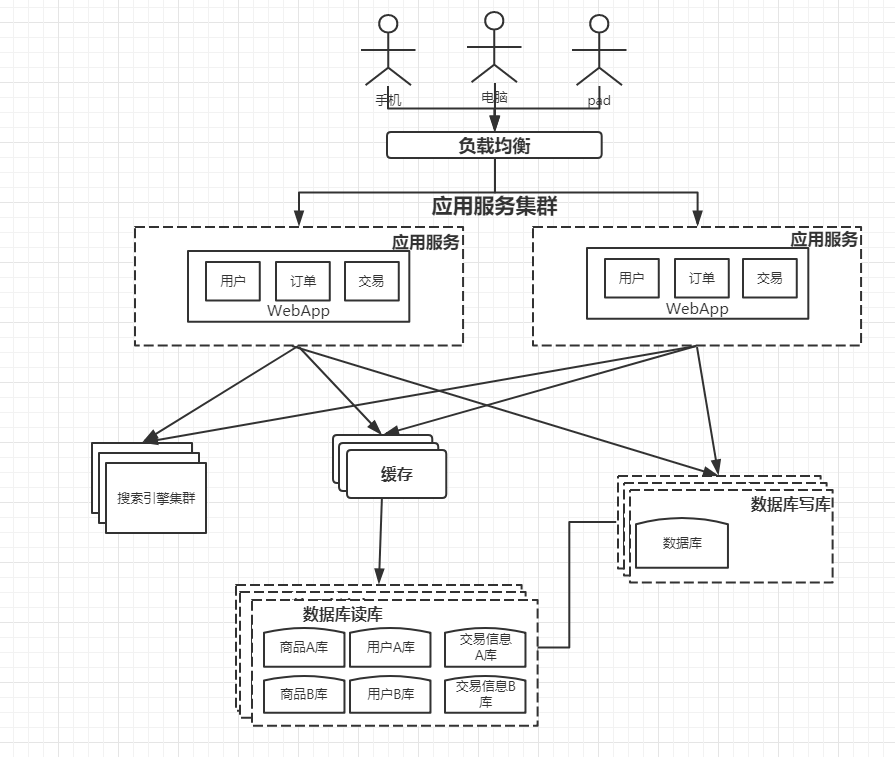 手机
电脑
pad
负载均衡
应用服务集群
应用服务
用户
订单
交易
WebApp
应用服务
用户
订单
交易
WebApp
搜索引擎集群
缓存
数据库写库
数据库
数据库读库
商品A库
用户A库
交易信息
A库
商品B库
用户B库
交易信息B
库